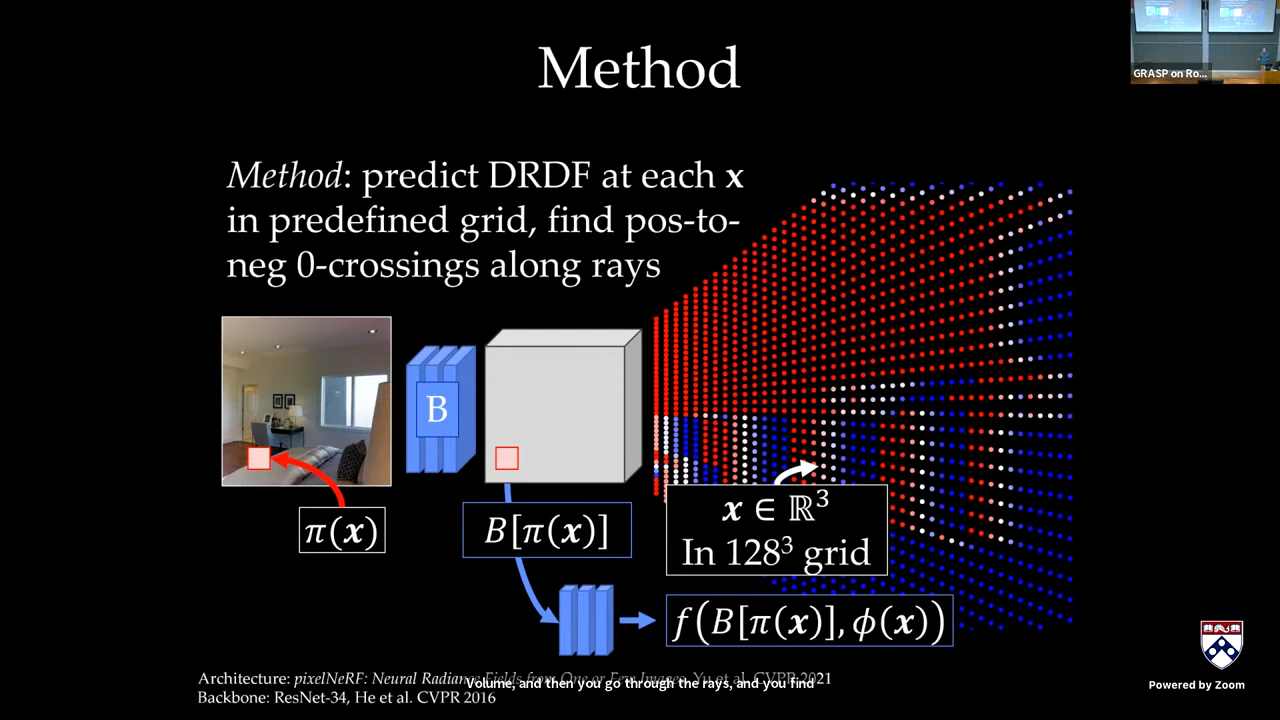 Method
GRASP on Ro...
Method: predict DRDF at each x
in predefined grid, find pos-to-
neg 0-crossings along rays
B
π(x)
B[π(x)]
x ∈ ℝ³
In 128³ grid
f(B[π(x)], ϕ(x))
Architecture: pixelNeRF: Neural Radiance Fields from One or Few Images, Yu et al. CVPR 2021
Volume, and then you go through the rays, and you find
Backbone: ResNet-34, He et al. CVPR 2016
Powered by Zoom